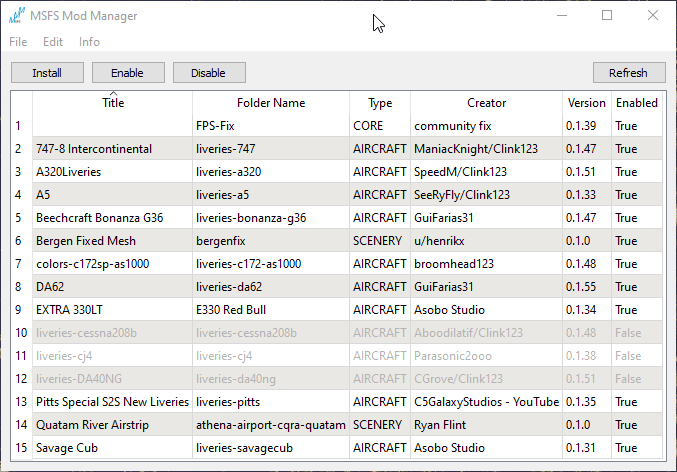 MSFS Mod Manager
File Edit Info
Install Enable Disable Refresh
Title Folder Name Type Creator Version Enabled
1 FPS-Fix CORE community fix 0.1.39 True
2 747-8 Intercontinental liveries-747 AIRCRAFT ManiacKnight/Clink123 0.1.47 True
3 A320Liveries liveries-a320 AIRCRAFT SpeedM/Clink123 0.1.51 True
4 A5 liveries-a5 AIRCRAFT SeeRyFly/Clink123 0.1.33 True
5 Beechcraft Bonanza G36 liveries-bonanza-g36 AIRCRAFT GuiFarias31 0.1.47 True
6 Bergen Fixed Mesh bergenfix SCENERY u/henrikx 0.1.0 True
7 colors-c172sp-as1000 liveries-c172-as1000 AIRCRAFT broomhead123 0.1.48 True
8 DA62 liveries-da62 AIRCRAFT GuiFarias31 0.1.55 True
9 EXTRA 330LT E330 Red Bull AIRCRAFT Asobo Studio 0.1.34 True
10 liveries-cessna208b liveries-cessna208b AIRCRAFT Aboodilatif/Clink123 0.1.48 False
11 liveries-cj4 liveries-cj4 AIRCRAFT Parasonic2ooo 0.1.38 False
12 liveries-DA40NG liveries-da40ng AIRCRAFT CGrove/Clink123 0.1.51 False
13 Pitts Special S2S New Liveries liveries-pitts AIRCRAFT C5GalaxyStudios - YouTube 0.1.35 True
14 Quatam River Airstrip athena-airport-cqra-quatam SCENERY Ryan Flint 0.1.0 True
15 Savage Cub liveries-savagecub AIRCRAFT Asobo Studio 0.1.31 True